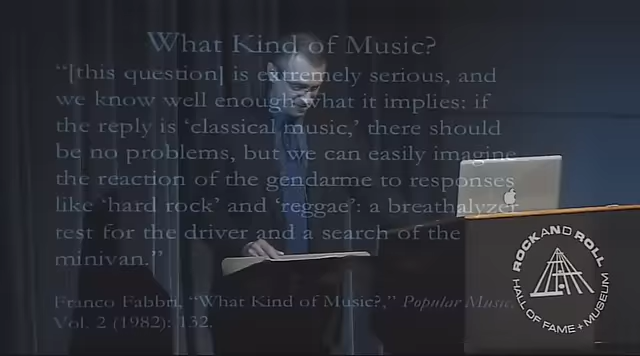 What Kind of Music?
“[this question] is extremely serious, and
we know well enough what it implies: if
the reply is ‘classical music,’ there should
be no problems, but we can easily imagine
the reaction of the gendarme to responses
like ‘hard rock’ and ‘reggae’: a breathalyzer
test for the driver and a search of the
minivan.”
Franco Fabbri, “What Kind of Music?,” Popular Music,
Vol. 2 (1982): 132.
ROCK AND ROLL
HALL OF FAME + MUSEUM